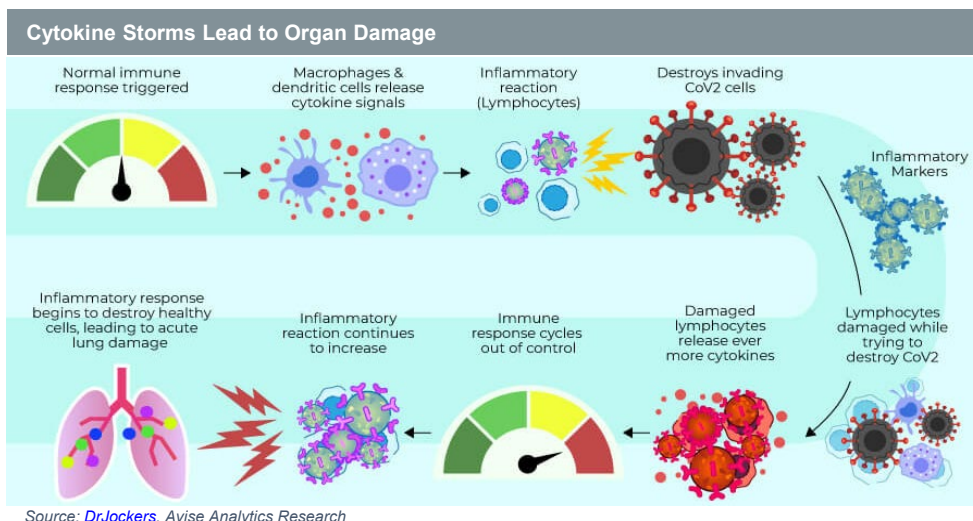 Cytokine Storms Lead to Organ Damage
Normal immune
response triggered
Macrophages &
dendritic cells release
cytokine signals
Inflammatory
reaction
(Lymphocytes)
Destroys invading
CoV2 cells
Inflammatory
Markers
Lymphocytes
damaged while
trying to
destroy CoV2
Damaged
lymphocytes
release ever
more cytokines
Immune
response cycles
out of control
Inflammatory
reaction continues
to increase
Inflammatory response
begins to destroy healthy
cells, leading to acute
lung damage
Source: DrJockers, Avise Analytics Research